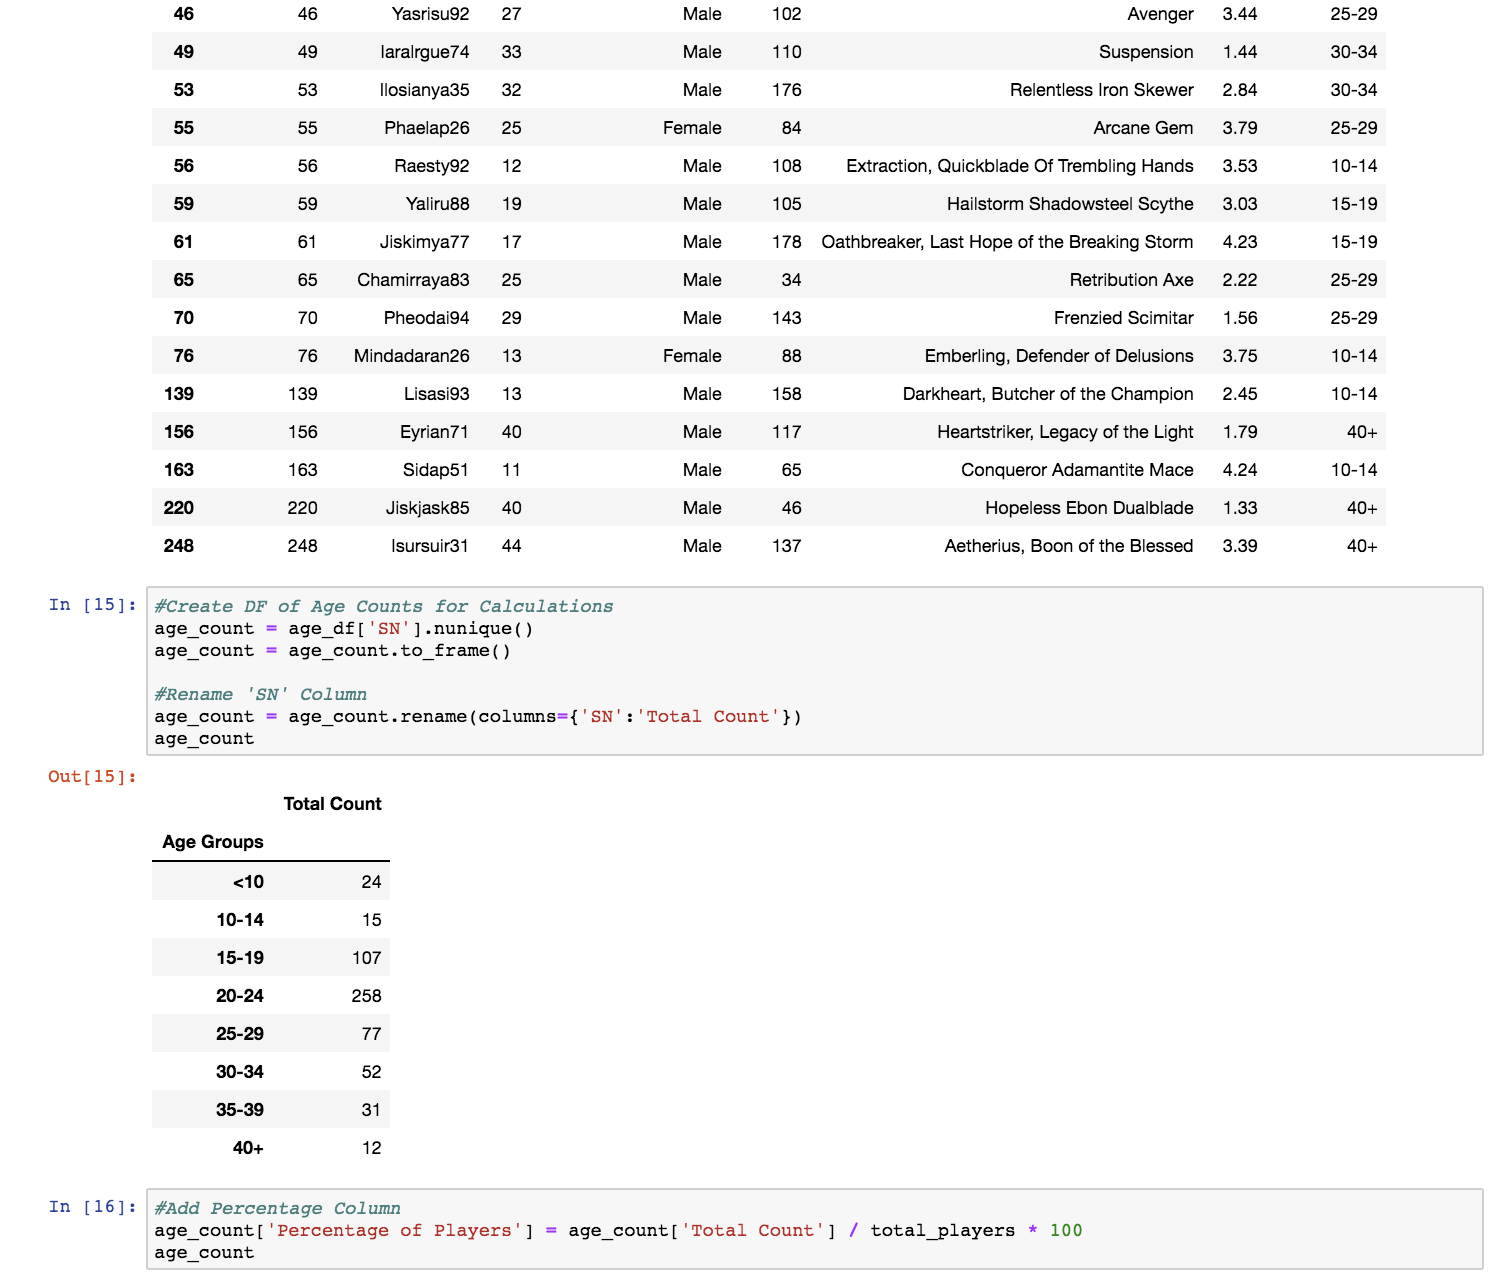 46 46 Yasrisu92 27 Male 102 Avenger 3.44 25-29
49 49 Iaralrgue74 33 Male 110 Suspension 1.44 30-34
53 53 Ilosianya35 32 Male 176 Relentless Iron Skewer 2.84 30-34
55 55 Phaelap26 25 Female 84 Arcane Gem 3.79 25-29
56 56 Raesty92 12 Male 108 Extraction, Quickblade Of Trembling Hands 3.53 10-14
59 59 Yaliru88 19 Male 105 Hailstorm Shadowsteel Scythe 3.03 15-19
61 61 Jiskimya77 17 Male 178 Oathbreaker, Last Hope of the Breaking Storm 4.23 15-19
65 65 Chamirraya83 25 Male 34 Retribution Axe 2.22 25-29
70 70 Pheodai94 29 Male 143 Frenzied Scimitar 1.56 25-29
76 76 Mindadaran26 13 Female 88 Emberling, Defender of Delusions 3.75 10-14
139 139 Lisasi93 13 Male 158 Darkheart, Butcher of the Champion 2.45 10-14
156 156 Eyrian71 40 Male 117 Heartstriker, Legacy of the Light 1.79 40+
163 163 Sidap51 11 Male 65 Conqueror Adamantite Mace 4.24 10-14
220 220 Jiskjask85 40 Male 46 Hopeless Ebon Dualblade 1.33 40+
248 248 Isursuir31 44 Male 137 Aetherius, Boon of the Blessed 3.39 40+
In [15]: #Create DF of Age Counts for Calculations
age_count = age_df['SN'].nunique()
age_count = age_count.to_frame()
#Rename 'SN' Column
age_count = age_count.rename(columns={'SN':'Total Count'})
age_count
Out[15]:
Total Count
Age Groups
<10 24
10-14 15
15-19 107
20-24 258
25-29 77
30-34 52
35-39 31
40+ 12
In [16]: #Add Percentage Column
age_count['Percentage of Players'] = age_count['Total Count'] / total_players * 100
age_count